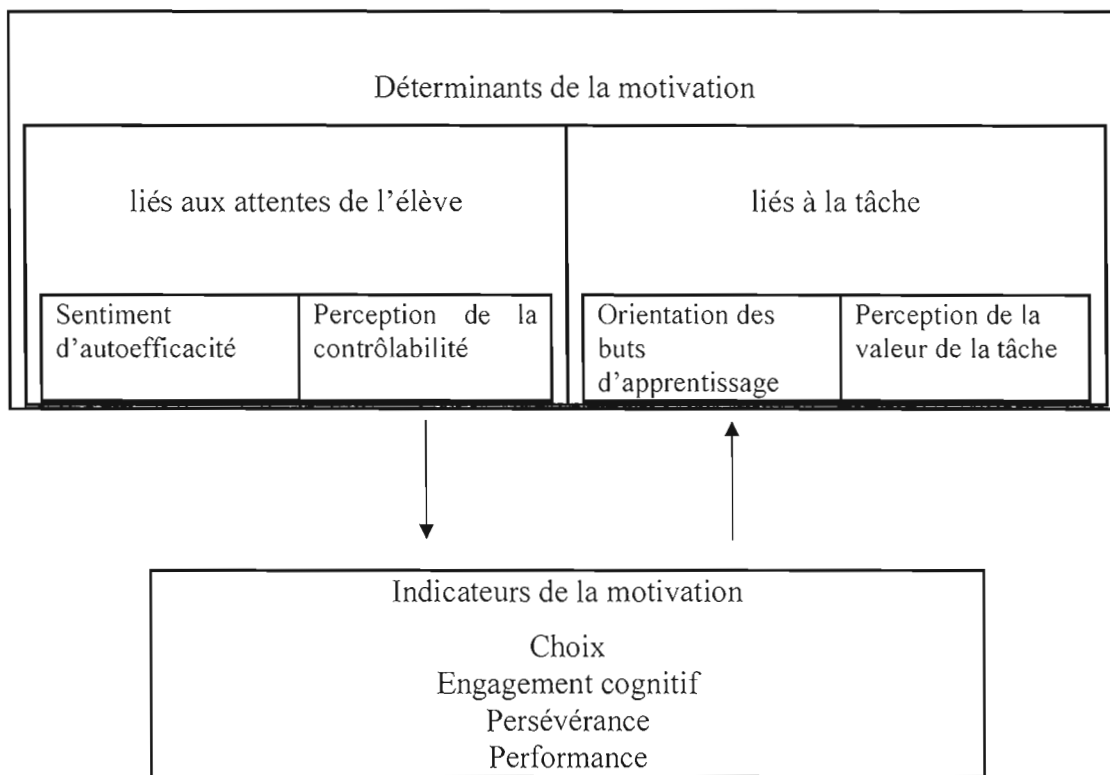 Déterminants de la motivation
liés aux attentes de l'élève
liés à la tâche
Sentiment
d'autoefficacité
Perception de la
contrôlabilité
Orientation des
buts
d'apprentissage
Perception de la
valeur de la tâche
Indicateurs de la motivation
Choix
Engagement cognitif
Persévérance
Performance